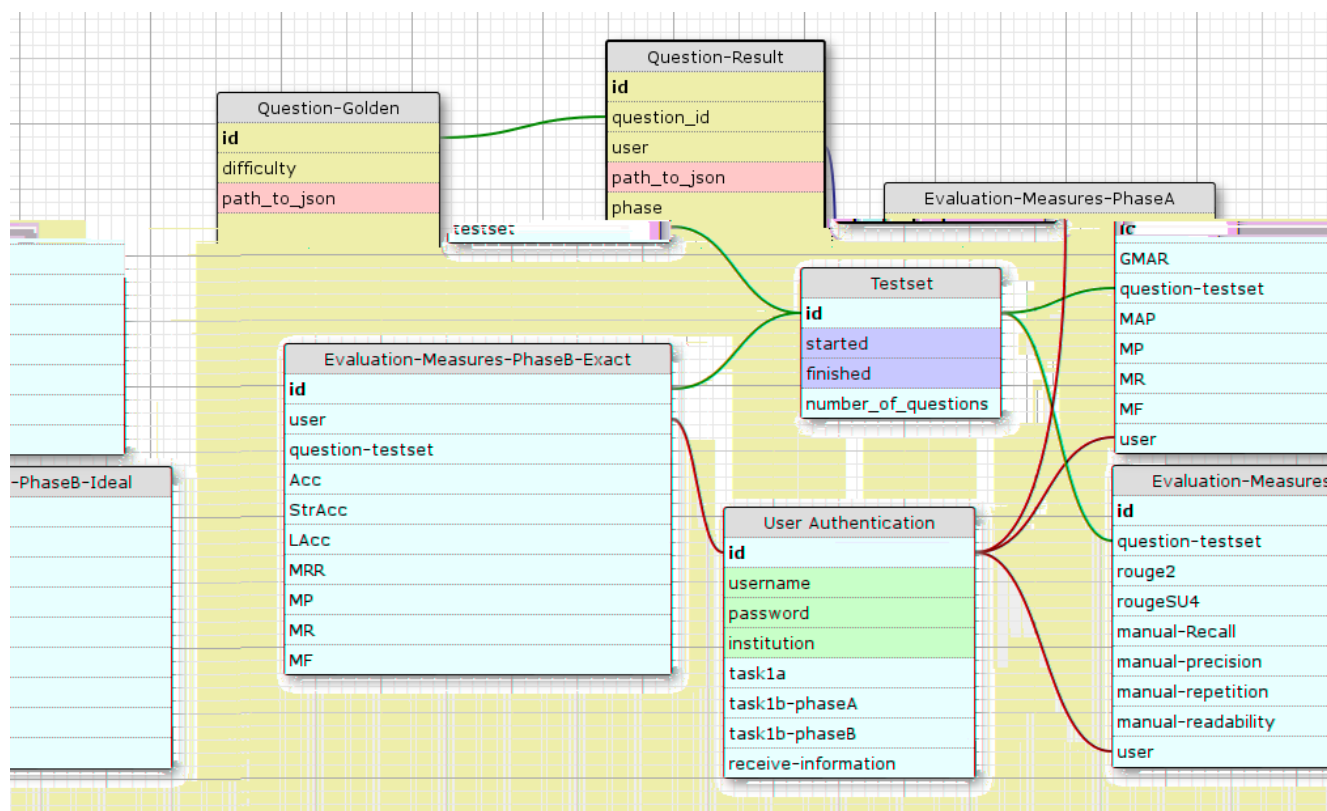 Question-Golden
id
difficulty
path_to_json
Question-Result
id
question_id
user
path_to_json
phase
testset
Evaluation-Measures-PhaseA
id
GMAR
question-testset
MAP
MP
MR
MF
user
Testset
id
started
finished
number_of_questions
Evaluation-Measures-PhaseB-Exact
id
user
question-testset
Acc
StrAcc
LAcc
MRR
MP
MR
MF
-PhaseB-Ideal
User Authentication
id
username
password
institution
task1a
task1b-phaseA
task1b-phaseB
receive-information
Evaluation-Measures
id
question-testset
rouge2
rougeSU4
manual-Recall
manual-precision
manual-repetition
manual-readability
user